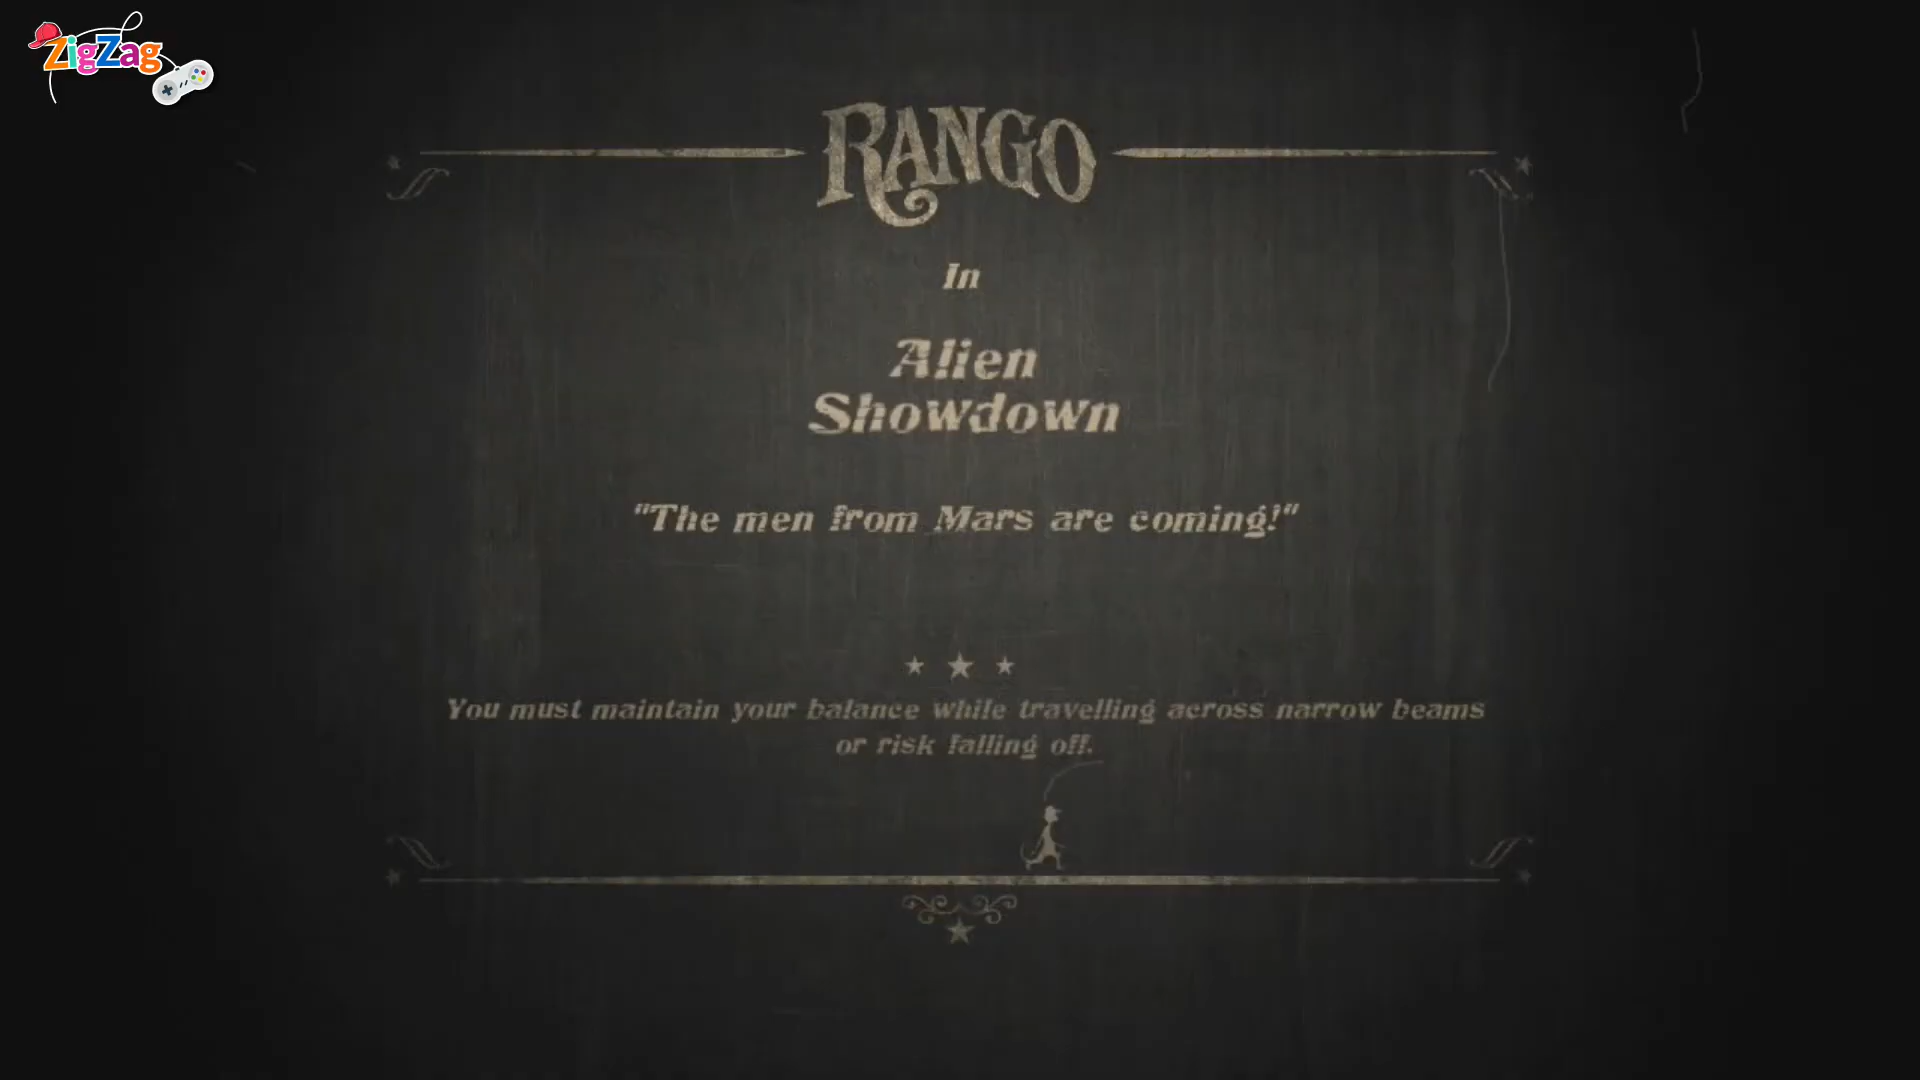 ZigZag
RANGO
In
Alien
Showdown
"The men from Mars are coming!"
You must maintain your balance while travelling across narrow beams
or risk falling off.